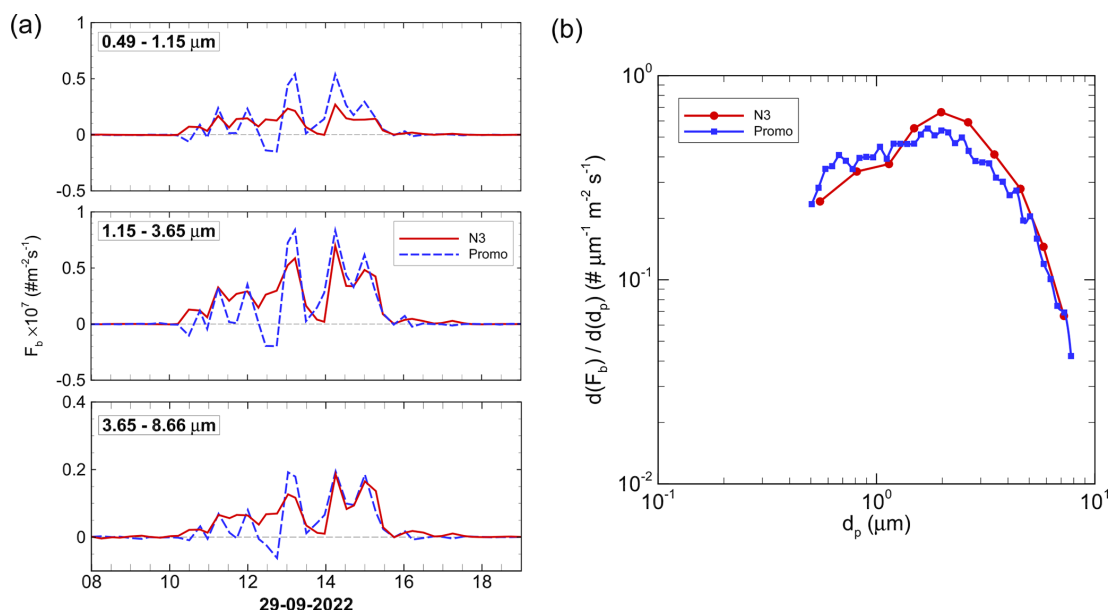 (a)
0.49 - 1.15 μm
1
0.5
0
-0.5
1.15 - 3.65 μm
1
0.5
0
-0.5
N3
Promo
F_b ×10^7 (#m^-2s^-1)
3.65 - 8.66 μm
0.4
0.2
0
08 10 12 14 16 18
29-09-2022
(b)
N3
Promo
10^0
10^-1
10^-2
d(F_b) / d(d_p) (# μm^-1 m^-2 s^-1)
10^-1 10^0 10^1
d_p (μm)